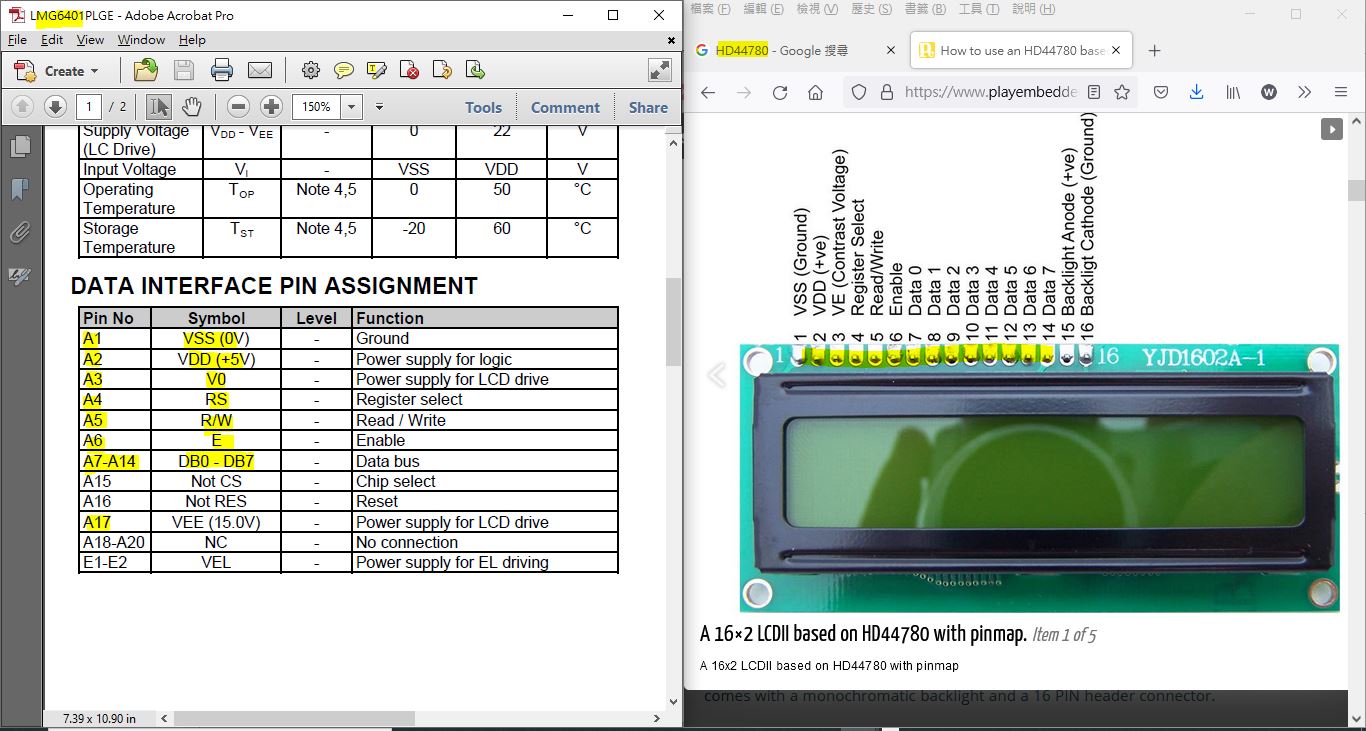 LMG6401PLGE - Adobe Acrobat Pro
File Edit View Window Help
Create
1 / 2 150% Tools Comment Share
Supply Voltage (LC Drive) VDD - VEE - 0 22 V
Input Voltage VI - VSS VDD V
Operating Temperature TOP Note 4,5 0 50 °C
Storage Temperature TST Note 4,5 -20 60 °C
DATA INTERFACE PIN ASSIGNMENT
Pin No Symbol Level Function
A1 VSS (0V) - Ground
A2 VDD (+5V) - Power supply for logic
A3 V0 - Power supply for LCD drive
A4 RS - Register select
A5 R/W - Read / Write
A6 E - Enable
A7-A14 DB0 - DB7 - Data bus
A15 Not CS - Chip select
A16 Not RES - Reset
A17 VEE (15.0V) - Power supply for LCD drive
A18-A20 NC - No connection
E1-E2 VEL - Power supply for EL driving
7.39 x 10.90 in
檔案 (F) 編輯 (E) 檢視 (V) 歷史 (S) 書籤 (B) 工具 (T) 說明 (H)
HD44780 - Google 搜尋
How to use an HD44780 base
https://www.playembedde
1 VSS (Ground)
2 VDD (+ve)
3 VE (Contrast Voltage)
4 Register Select
5 Read/Write
6 Enable
7 Data 0
8 Data 1
9 Data 2
10 Data 3
11 Data 4
12 Data 5
13 Data 6
14 Data 7
15 Backlight Anode (+ve)
16 Backligt Cathode (Ground)
1 16 YJD1602A-1
A 16×2 LCDII based on HD44780 with pinmap. Item 1 of 5
A 16x2 LCDII based on HD44780 with pinmap
comes with a monochromatic backlight and a 16 PIN header connector.